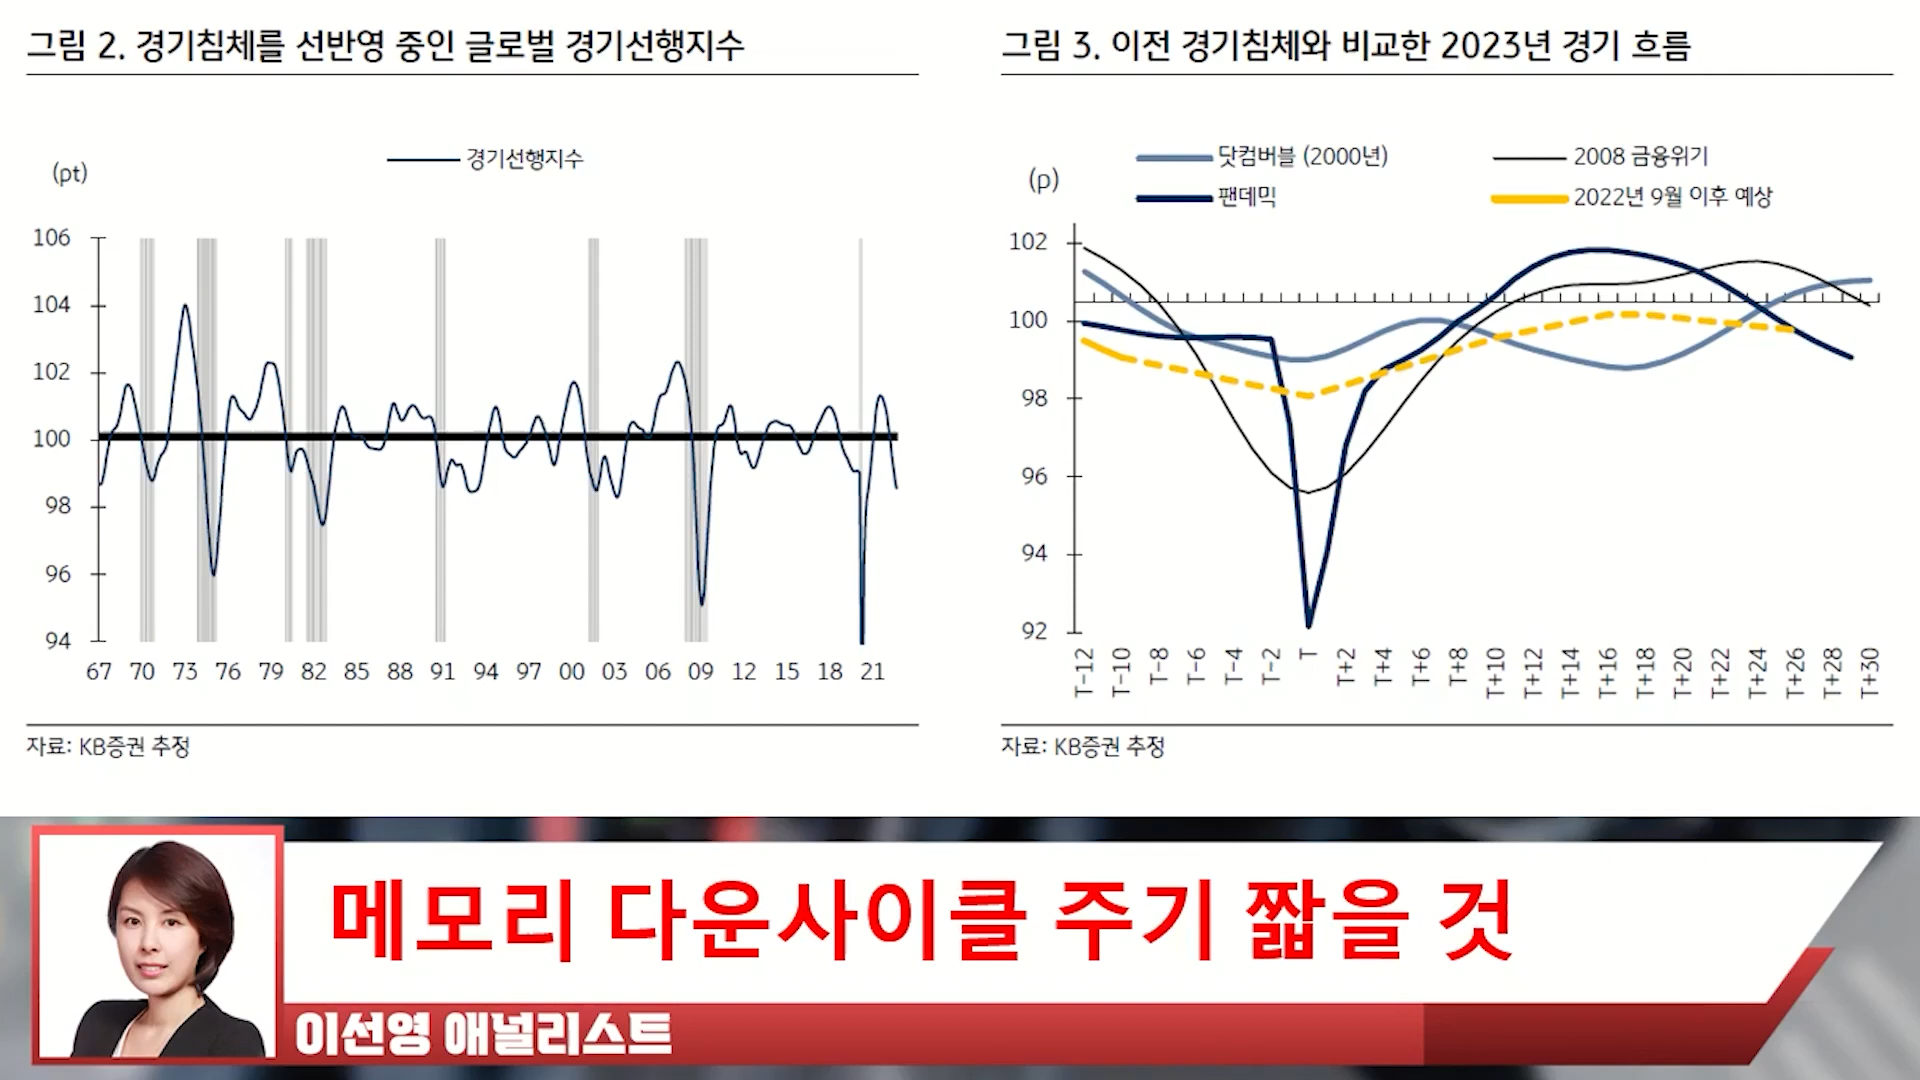 그림 2. 경기침체를 선반영 중인 글로벌 경기선행지수
(pt)
경기선행지수
106
104
102
100
98
96
94
67 70 73 76 79 82 85 88 91 94 97 00 03 06 09 12 15 18 21
자료: KB증권 추정
그림 3. 이전 경기침체와 비교한 2023년 경기 흐름
(p)
닷컴버블 (2000년) 2008 금융위기
팬데믹 2022년 9월 이후 예상
102
100
98
96
94
92
T-12 T-10 T-8 T-6 T-4 T-2 T T+2 T+4 T+6 T+8 T+10 T+12 T+14 T+16 T+18 T+20 T+22 T+24 T+26 T+28 T+30
자료: KB증권 추정
메모리 다운사이클 주기 짧을 것
이선영 애널리스트